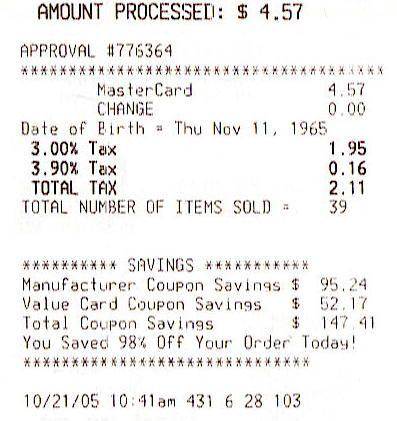 AMOUNT PROCESSED: $ 4.57
APPROVAL #776364
************************************
MasterCard 4.57
CHANGE 0.00
Date of Birth = Thu Nov 11, 1965
3.00% Tax 1.95
3.90% Tax 0.16
TOTAL TAX 2.11
TOTAL NUMBER OF ITEMS SOLD = 39
********** SAVINGS ***********
Manufacturer Coupon Savings $ 95.24
Value Card Coupon Savings $ 52.17
Total Coupon Savings $ 147.41
You Saved 98% Off Your Order Today!
******************************
10/21/05 10:41am 431 6 28 103